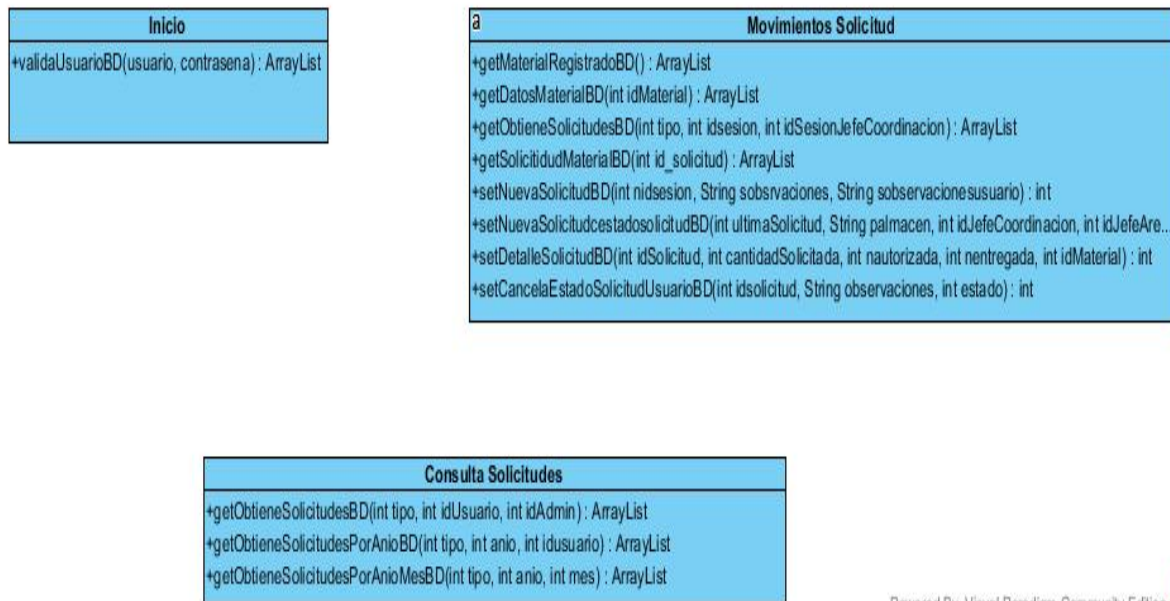 Inicio
+validaUsuarioBD(usuario, contrasena) : ArrayList
a
Movimientos Solicitud
+getMaterialRegistradoBD() : ArrayList
+getDatosMaterialBD(int idMaterial) : ArrayList
+getObtieneSolicitudesBD(int tipo, int idsesion, int idSesionJefeCoordinacion) : ArrayList
+getSolicitidudMaterialBD(int id_solicitud) : ArrayList
+setNuevaSolicitudBD(int nidsesion, String sobsrvaciones, String sobservacionesusuario) : int
+setNuevaSolicitudcestadosolicitudBD(int ultimaSolicitud, String palmacen, int idJefeCoordinacion, int idJefeAre...
+setDetalleSolicitudBD(int idSolicitud, int cantidadSolicitada, int nautorizada, int nentregada, int idMaterial) : int
+setCancelaEstadoSolicitudUsuarioBD(int idsolicitud, String observaciones, int estado) : int
Consulta Solicitudes
+getObtieneSolicitudesBD(int tipo, int idUsuario, int idAdmin) : ArrayList
+getObtieneSolicitudesPorAnioBD(int tipo, int anio, int idusuario) : ArrayList
+getObtieneSolicitudesPorAnioMesBD(int tipo, int anio, int mes) : ArrayList